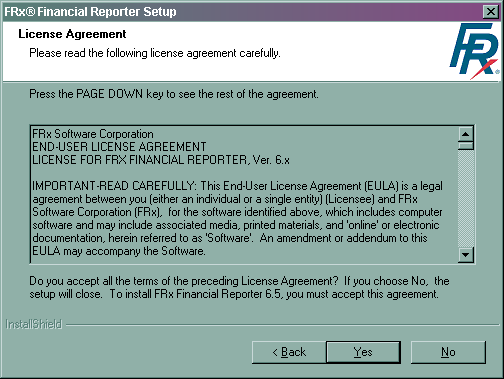 FRx® Financial Reporter Setup
License Agreement
Please read the following license agreement carefully.
FRx
Press the PAGE DOWN key to see the rest of the agreement.
FRx Software Corporation
END-USER LICENSE AGREEMENT
LICENSE FOR FRX FINANCIAL REPORTER, Ver. 6.x
IMPORTANT-READ CAREFULLY: This End-User License Agreement (EULA) is a legal
agreement between you (either an individual or a single entity) (Licensee) and FRx
Software Corporation (FRx), for the software identified above, which includes computer
software and may include associated media, printed materials, and 'online' or electronic
documentation, herein referred to as 'Software'. An amendment or addendum to this
EULA may accompany the Software.
Do you accept all the terms of the preceding License Agreement? If you choose No, the
setup will close. To install FRx Financial Reporter 6.5, you must accept this agreement.
InstallShield
< Back
Yes
No